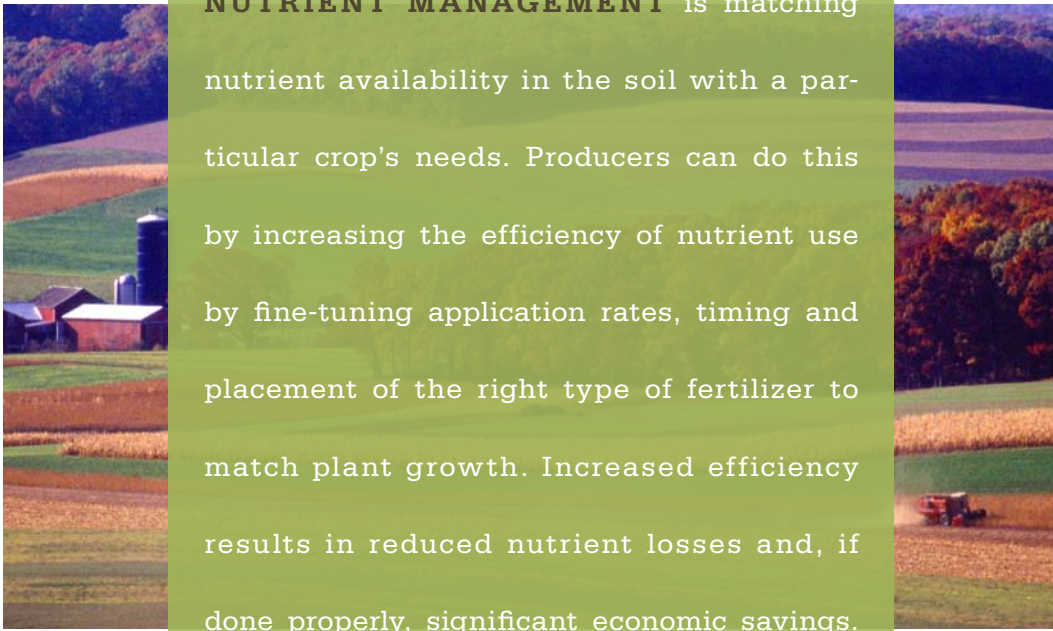 NUTRIENT MANAGEMENT is matching
nutrient availability in the soil with a par-
ticular crop’s needs. Producers can do this
by increasing the efficiency of nutrient use
by fine-tuning application rates, timing and
placement of the right type of fertilizer to
match plant growth. Increased efficiency
results in reduced nutrient losses and, if
done properly, significant economic savings.